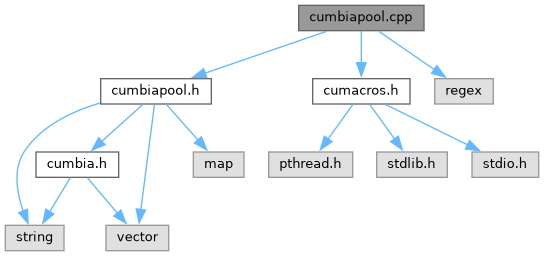 cumbiapool.cpp
cumbiapool.h
cumacros.h
regex
cumbia.h
map
pthread.h
stdlib.h
stdio.h
string
vector